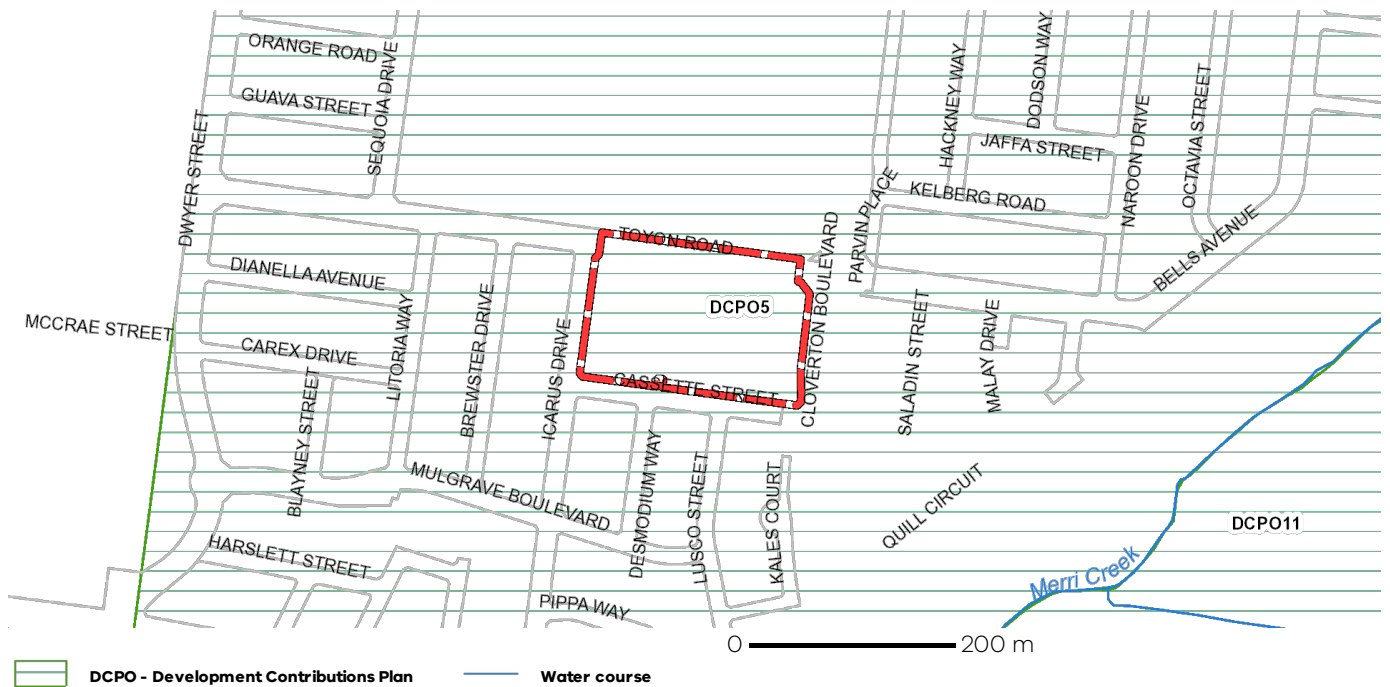 ORANGE ROAD
SEQUOIA DRIVE
GUAVA STREET
DWYER STREET
HACKNEY WAY
DODSON WAY
JAFFA STREET
NAROON DRIVE
OCTAVIA STREET
KELBERG ROAD
PARVIN PLACE
BELLS AVENUE
TOYON ROAD
CLOVERTON BOULEVARD
DIANELLA AVENUE
DCPO5
MCCRAE STREET
CAREX DRIVE
LITORIA WAY
BREWSTER DRIVE
ICARUS DRIVE
CASSETTE STREET
SALADIN STREET
MALAY DRIVE
BLAYNEY STREET
MULGRAVE BOULEVARD
DESMODIUM WAY
LUSCO STREET
KALES COURT
QUILL CIRCUIT
DCPO11
HARSLETT STREET
Merri Creek
PIPPA WAY
0 200 m
DCPO - Development Contributions Plan
Water course